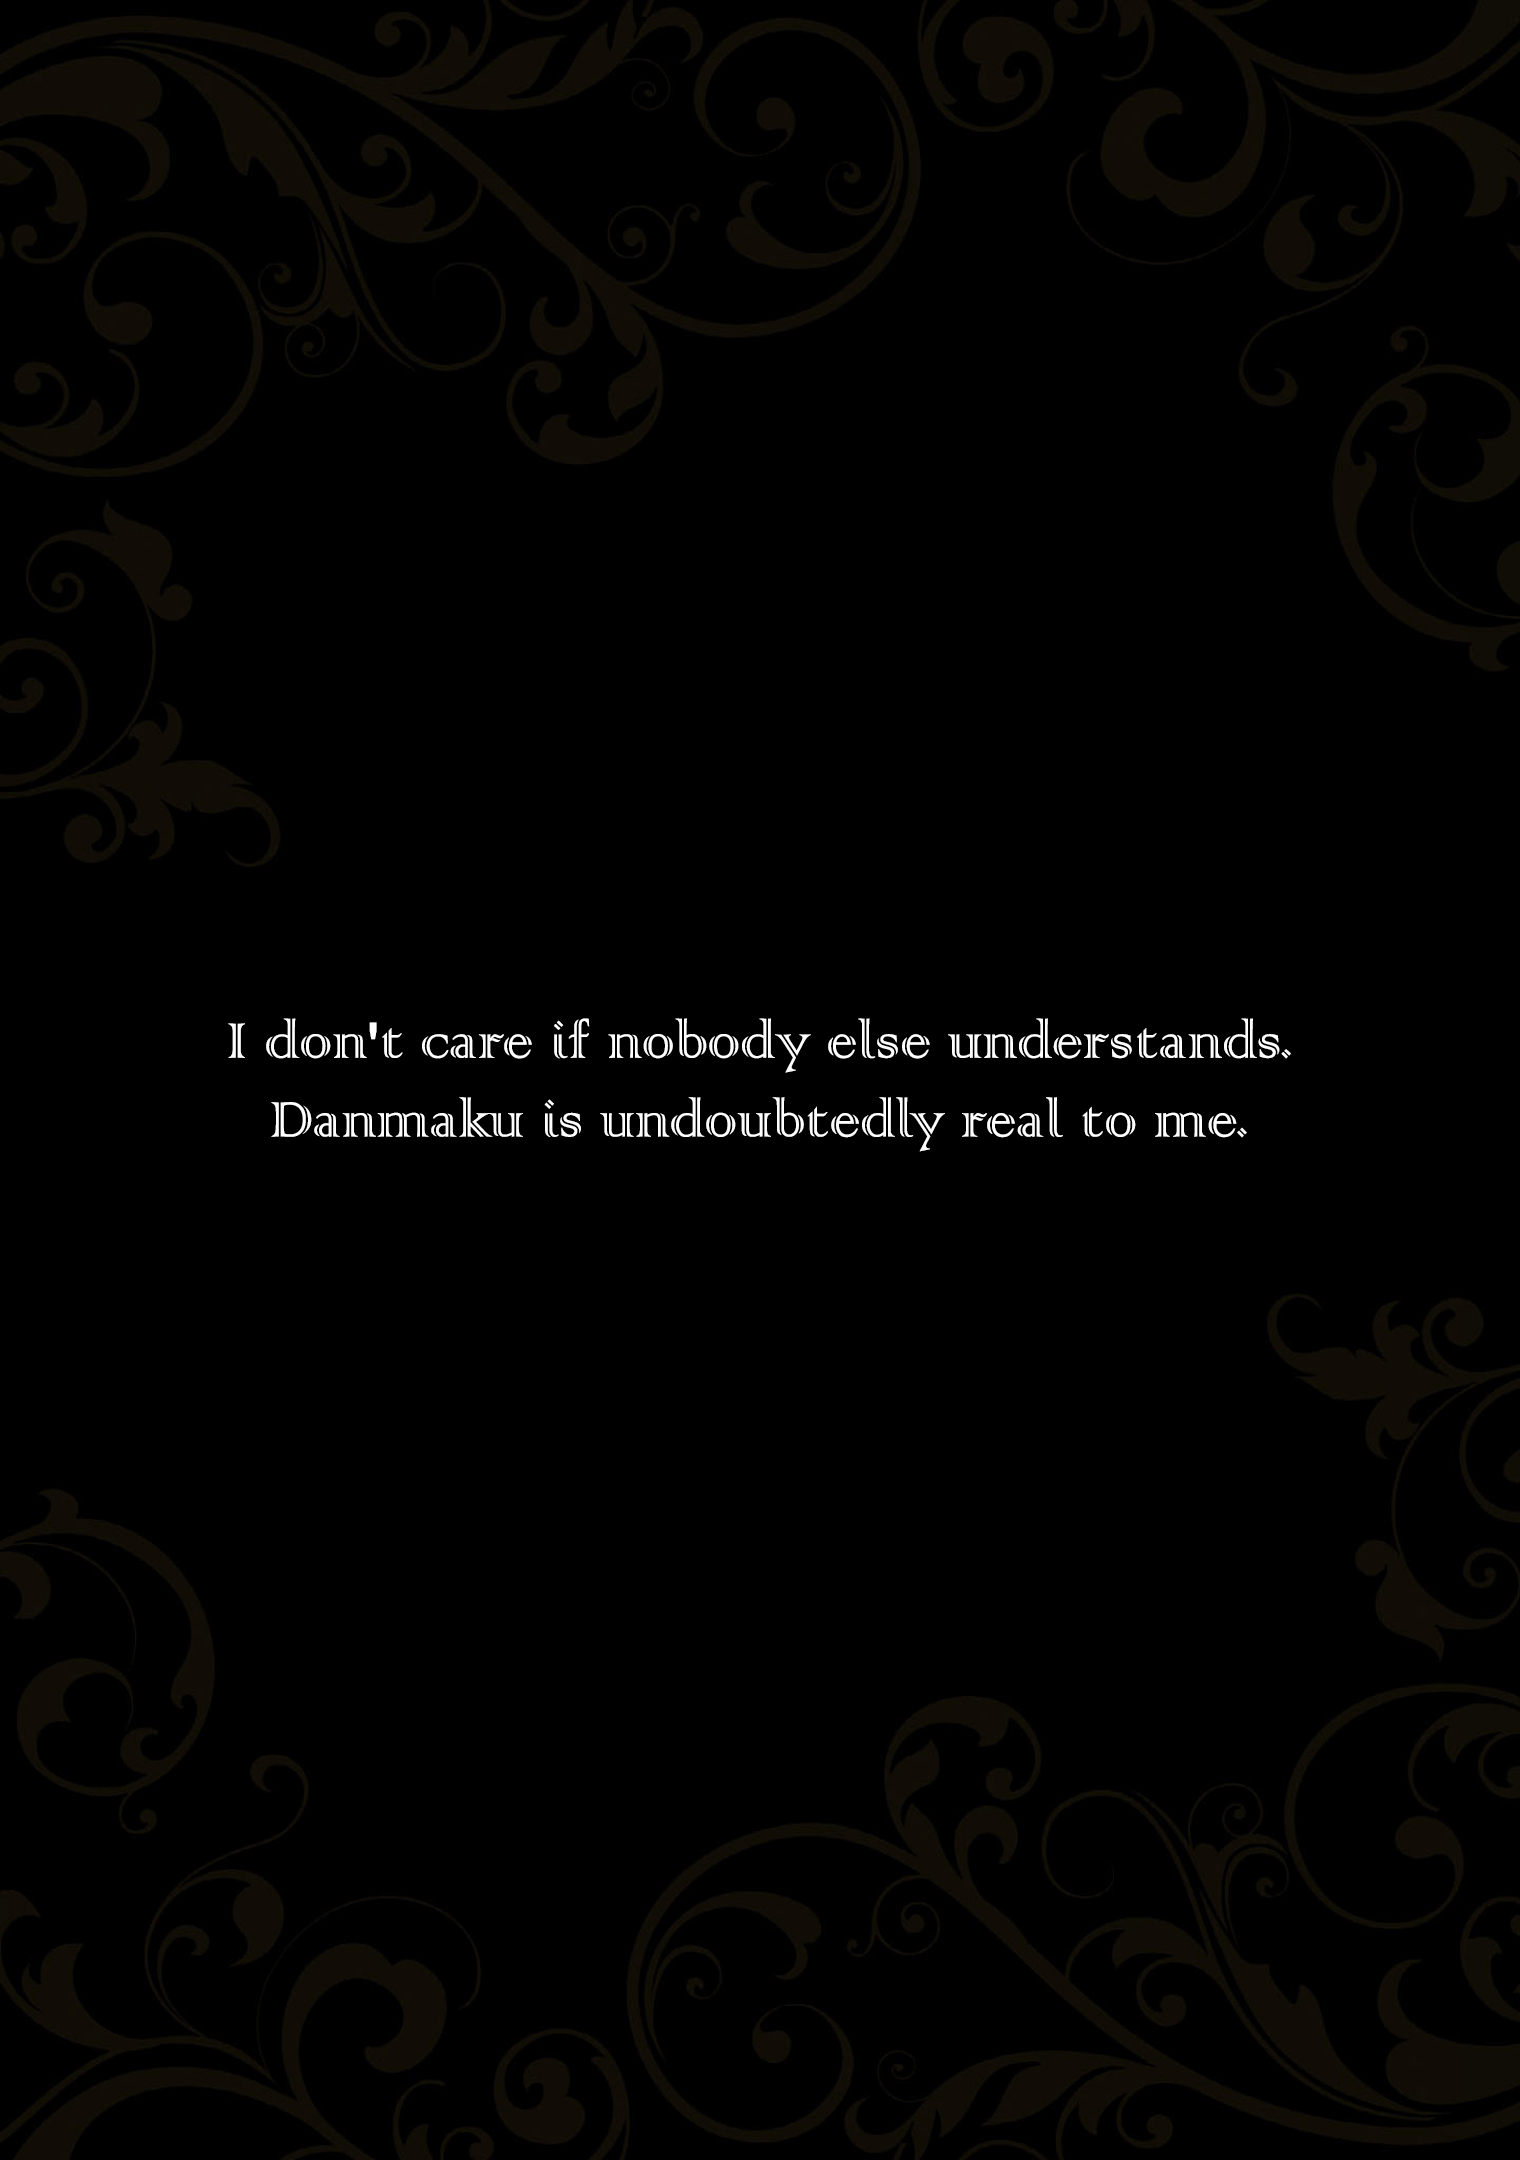 I don't care if nobody else understands.
Danmaku is undoubtedly real to me.